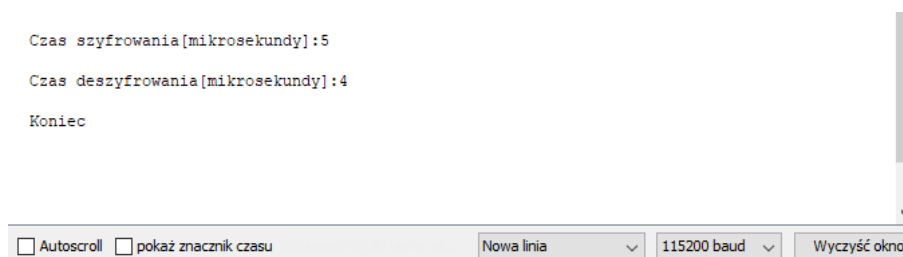 Czas szyfrowania[mikrosekundy]:5
Czas deszyfrowania[mikrosekundy]:4
Koniec
Autoscroll pokaż znacznik czasu Nowa linia 115200 baud Wyczyść okno